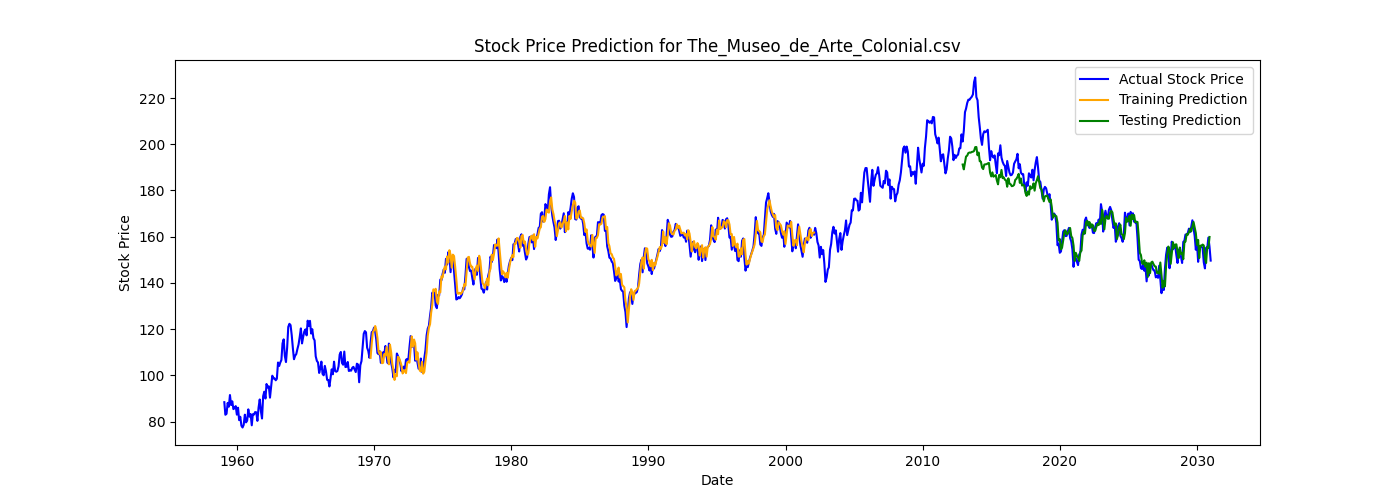 Stock Price Prediction for The_Museo_de_Arte_Colonial.csv
Actual Stock Price
Training Prediction
Testing Prediction
Stock Price
220
200
180
160
140
120
100
80
1960
1970
1980
1990
2000
2010
2020
2030
Date